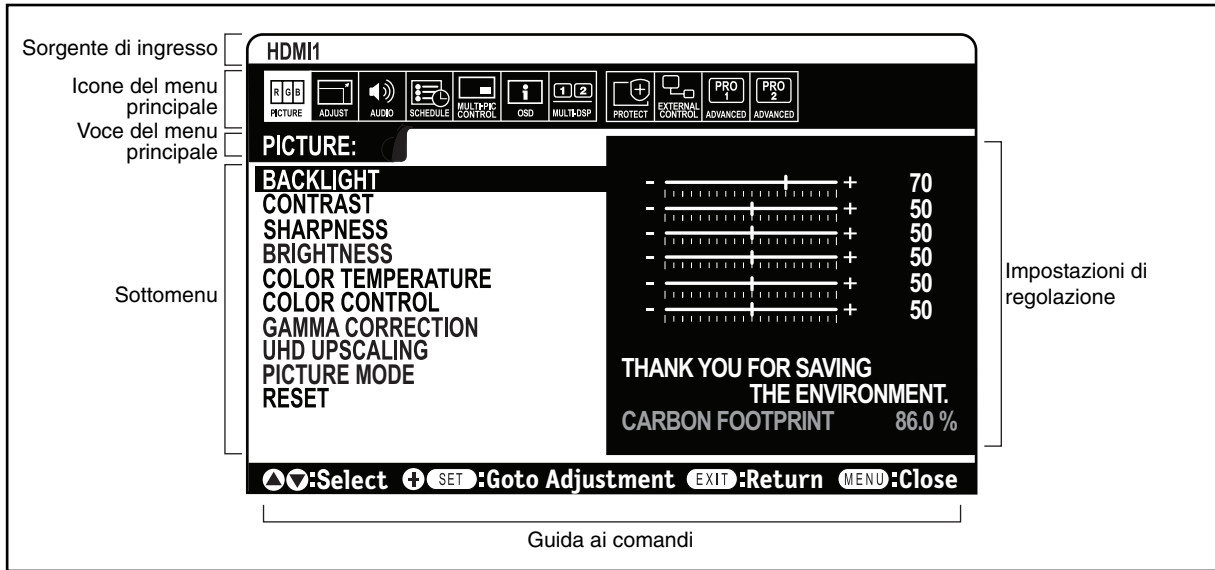 Sorgente di ingresso
HDMI1
Icone del menu
principale
RGB
PICTURE
ADJUST
AUDIO
SCHEDULE
MULTI-PIC
CONTROL
OSD
1 2
MULTI-DSP
PROTECT
EXTERNAL
CONTROL
PRO
1
ADVANCED
PRO
2
ADVANCED
Voce del menu
principale
PICTURE:
Sottomenu
BACKLIGHT - + 70
CONTRAST - + 50
SHARPNESS - + 50
BRIGHTNESS - + 50
COLOR TEMPERATURE - + 50
COLOR CONTROL - + 50
GAMMA CORRECTION
UHD UPSCALING
PICTURE MODE
RESET
THANK YOU FOR SAVING
THE ENVIRONMENT.
CARBON FOOTPRINT 86.0 %
Impostazioni di
regolazione
:Select SET :Goto Adjustment EXIT :Return MENU :Close
Guida ai comandi